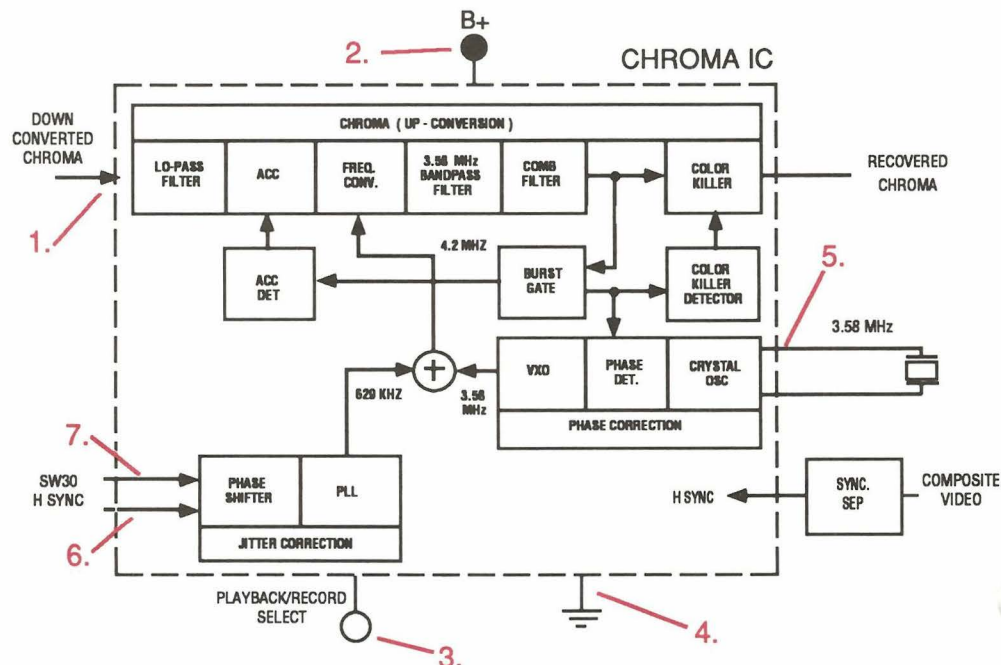 B+
2.
CHROMA IC
DOWN
CONVERTED
CHROMA
1.
CHROMA ( UP - CONVERSION )
LO-PASS
FILTER
ACC
FREQ.
CONV.
3.58 MHz
BANDPASS
FILTER
COMB
FILTER
COLOR
KILLER
RECOVERED
CHROMA
4.2 MHZ
ACC
DET
BURST
GATE
COLOR
KILLER
DETECTOR
5.
3.58 MHz
629 KHZ
+
3.58
MHz
VXO
PHASE
DET.
CRYSTAL
OSC
PHASE CORRECTION
7.
SW30
H SYNC
6.
PHASE
SHIFTER
PLL
JITTER CORRECTION
H SYNC
SYNC.
SEP
COMPOSITE
VIDEO
PLAYBACK/RECORD
SELECT
3.
4.